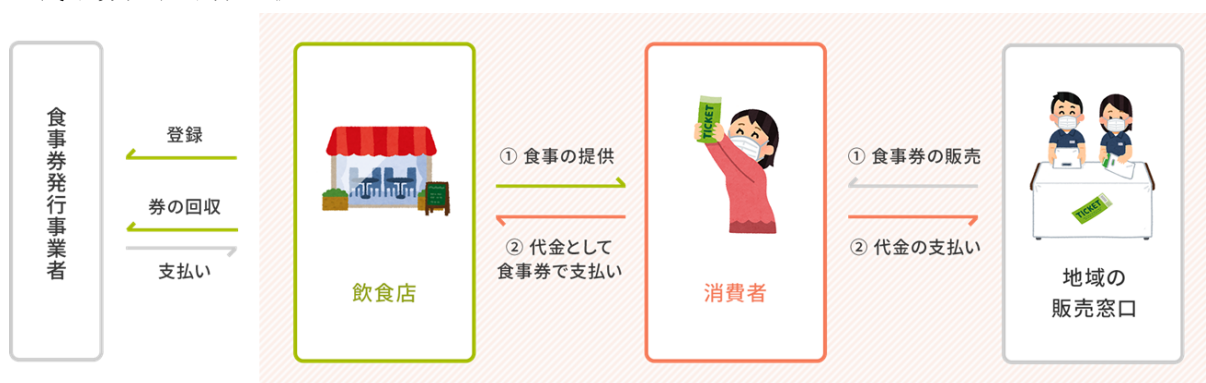 食事券発行事業者
登録
券の回収
支払い
飲食店
① 食事の提供
② 代金として
食事券で支払い
TICKET
消費者
① 食事券の販売
② 代金の支払い
TICKET
地域の
販売窓口